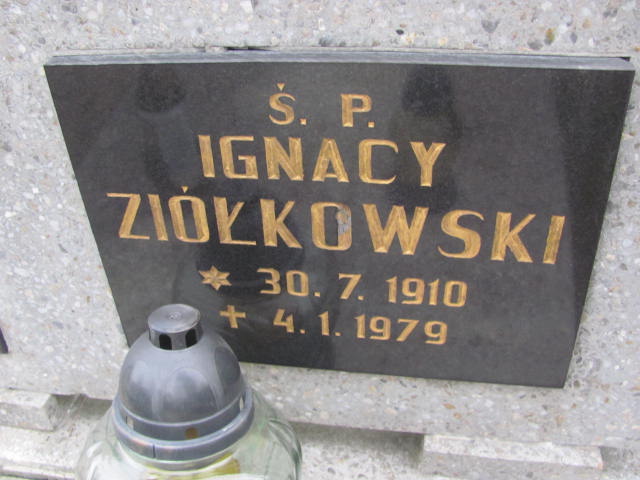 Ś. P.
IGNACY
ZIÓŁKOWSKI
* 30. 7. 1910
+ 4. 1. 1979